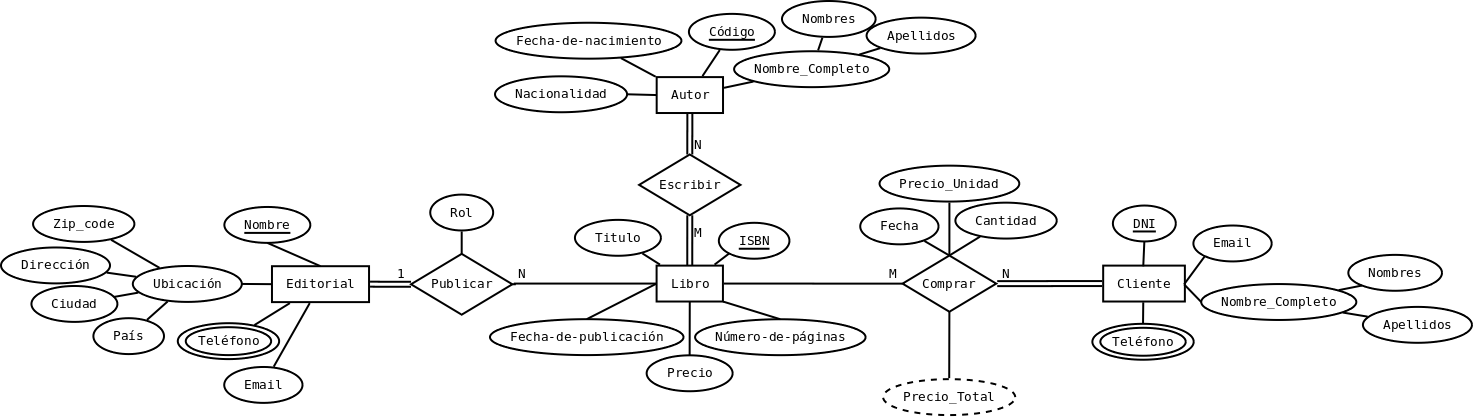 Nombres
Código
Apellidos
Fecha-de-nacimiento
Nombre_Completo
Nacionalidad
Autor
N
Escribir
Precio_Unidad
Rol
Zip_code
Nombre
Fecha
Cantidad
DNI
M
Titulo
ISBN
Email
Dirección
Nombres
1
N
M
N
Ubicación
Editorial
Publicar
Libro
Comprar
Cliente
Ciudad
Nombre_Completo
País
Teléfono
Fecha-de-publicación
Número-de-páginas
Teléfono
Apellidos
Precio
Email
Precio_Total